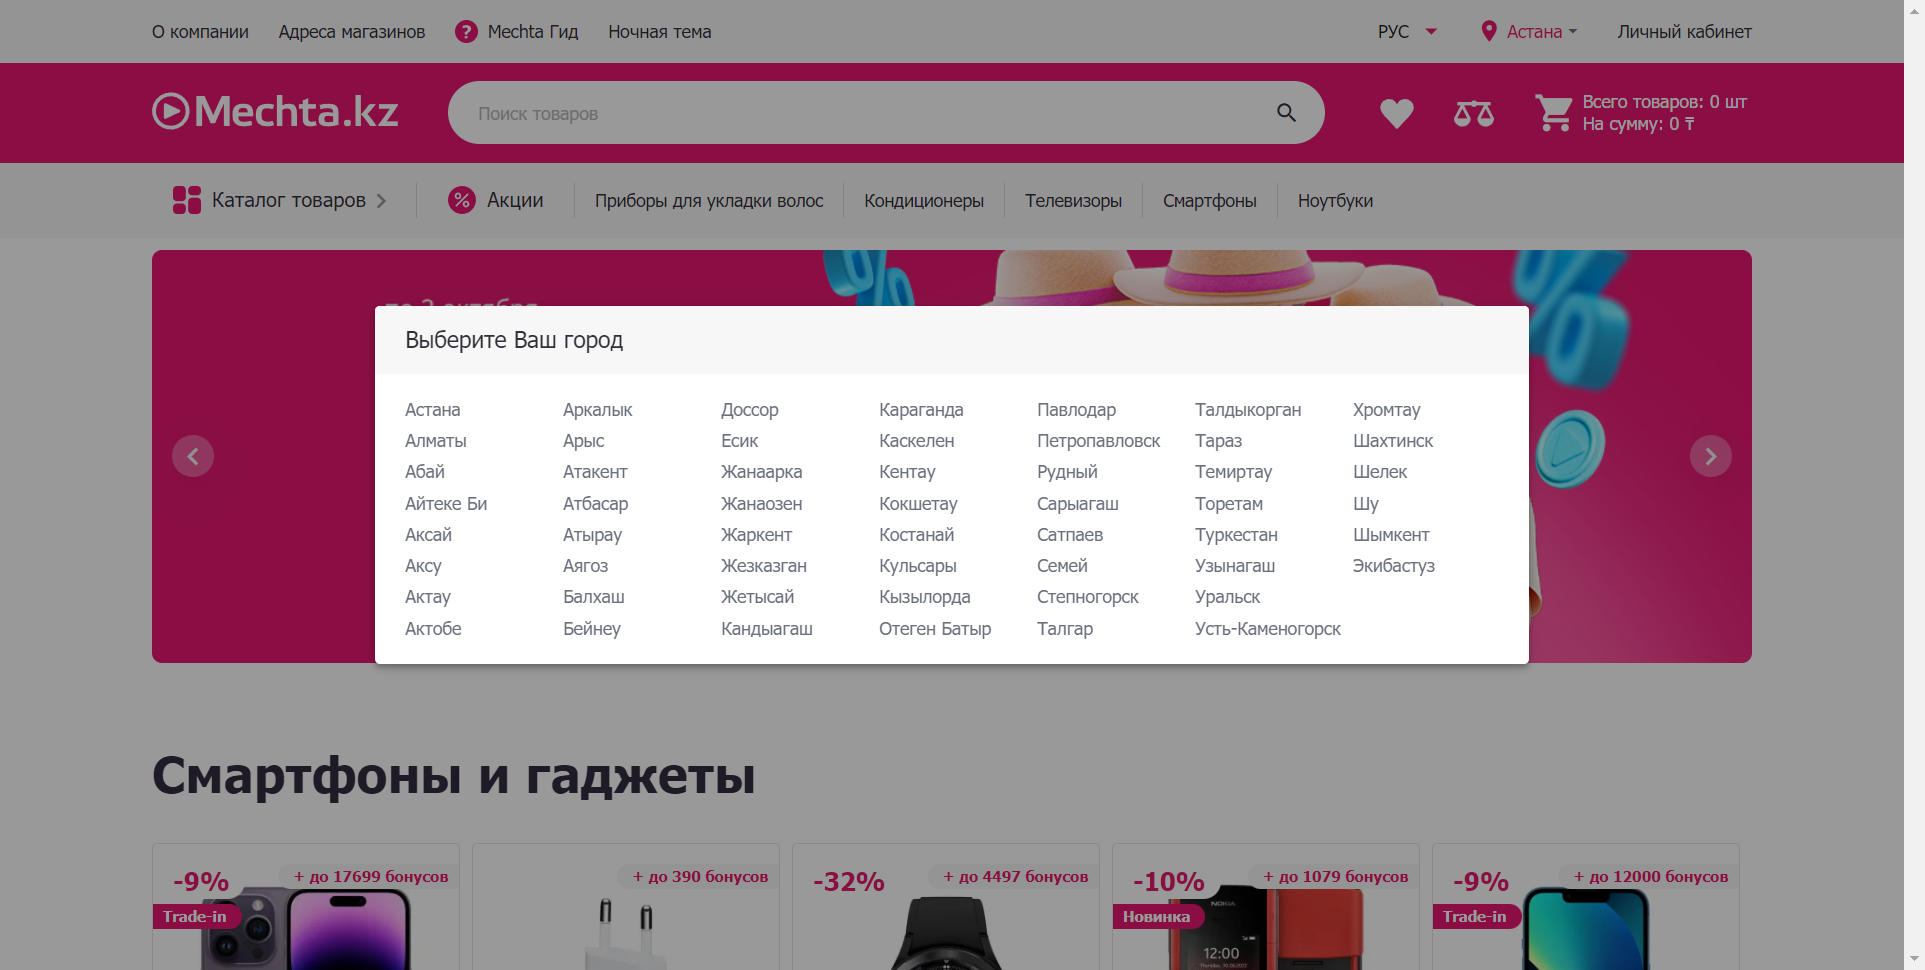 О компании
Адреса магазинов
Mechta Гид
Ночная тема
РУС
Астана
Личный кабинет
Mechta.kz
Поиск товаров
Всего товаров: 0 шт
На сумму: 0 ₸
Каталог товаров
Акции
Приборы для укладки волос
Кондиционеры
Телевизоры
Смартфоны
Ноутбуки
Выберите Ваш город
Астана
Алматы
Абай
Айтеке Би
Аксай
Аксу
Актау
Актобе
Аркалык
Арыс
Атакент
Атбасар
Атырау
Аягоз
Балхаш
Бейнеу
Доссор
Есик
Жанаарка
Жанаозен
Жаркент
Жезказган
Жетысай
Кандыагаш
Караганда
Каскелен
Кентау
Кокшетау
Костанай
Кульсары
Кызылорда
Отеген Батыр
Павлодар
Петропавловск
Рудный
Сарыагаш
Сатпаев
Семей
Степногорск
Талгар
Талдыкорган
Тараз
Темиртау
Торетам
Туркестан
Узынагаш
Уральск
Усть-Каменогорск
Хромтау
Шахтинск
Шелек
Шу
Шымкент
Экибастуз
Смартфоны и гаджеты
-9%
+ до 17699 бонусов
Trade-in
+ до 390 бонусов
-32%
+ до 4497 бонусов
-10%
+ до 1079 бонусов
Новинка
NOKIA
12:00
-9%
+ до 12000 бонусов
Trade-in